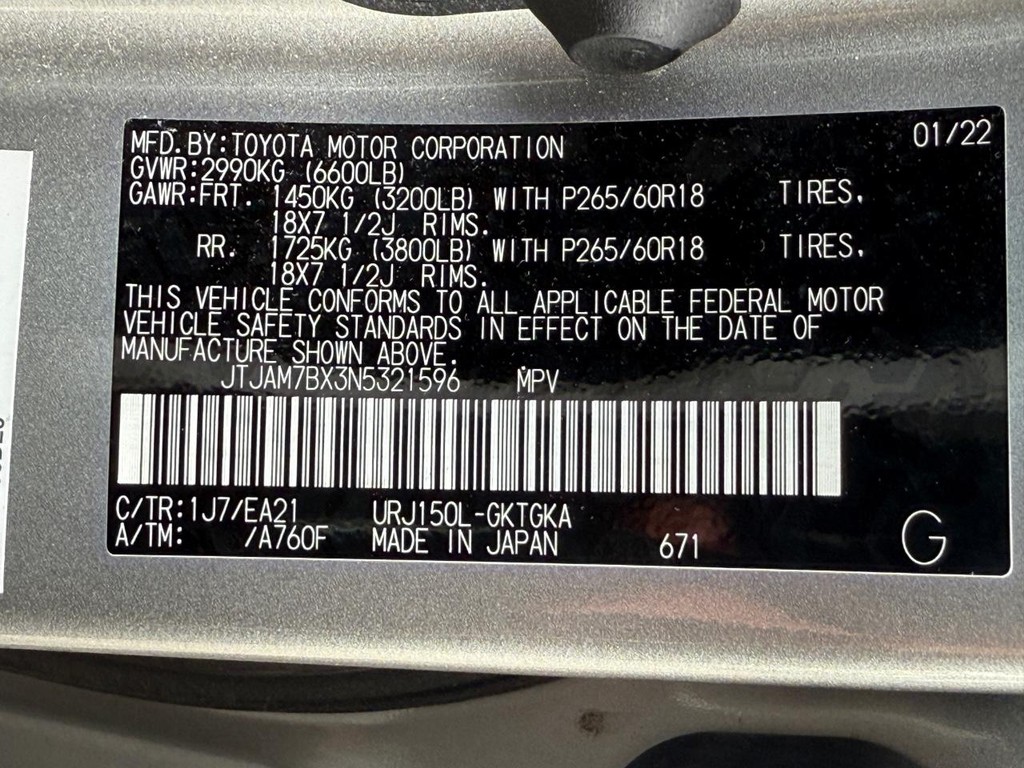 MFD.BY:TOYOTA MOTOR CORPORATION 01/22
GVWR:2990KG (6600LB)
GAWR:FRT. 1450KG (3200LB) WITH P265/60R18 TIRES,
18X7 1/2J RIMS.
RR. 1725KG (3800LB) WITH P265/60R18 TIRES,
18X7 1/2J RIMS.
THIS VEHICLE CONFORMS TO ALL APPLICABLE FEDERAL MOTOR
VEHICLE SAFETY STANDARDS IN EFFECT ON THE DATE OF
MANUFACTURE SHOWN ABOVE.
JTJAM7BX3N5321596 MPV
C/TR:1J7/EA21 URJ150L-GKTGKA
A/TM: /A760F MADE IN JAPAN 671 G